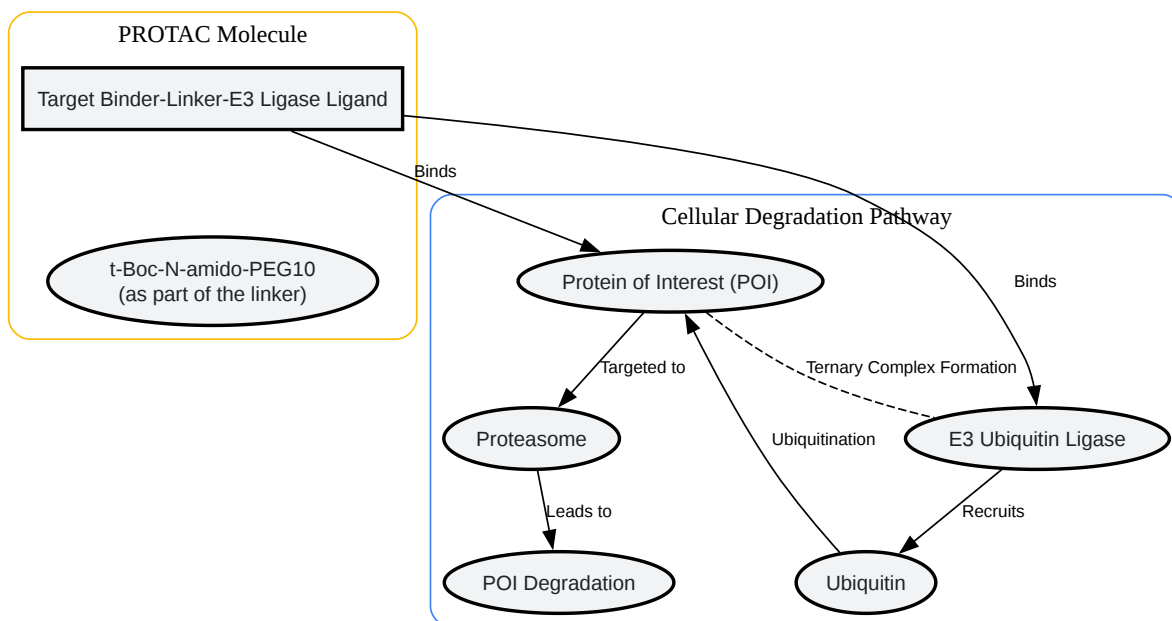 PROTAC Molecule
Target Binder-Linker-E3 Ligase Ligand
Binds
Cellular Degradation Pathway
t-Boc-N-amido-PEG10
(as part of the linker)
Protein of Interest (POI)
Binds
Targeted to
Ternary Complex Formation
Proteasome
Ubiquitination
E3 Ubiquitin Ligase
Leads to
Recruits
POI Degradation
Ubiquitin